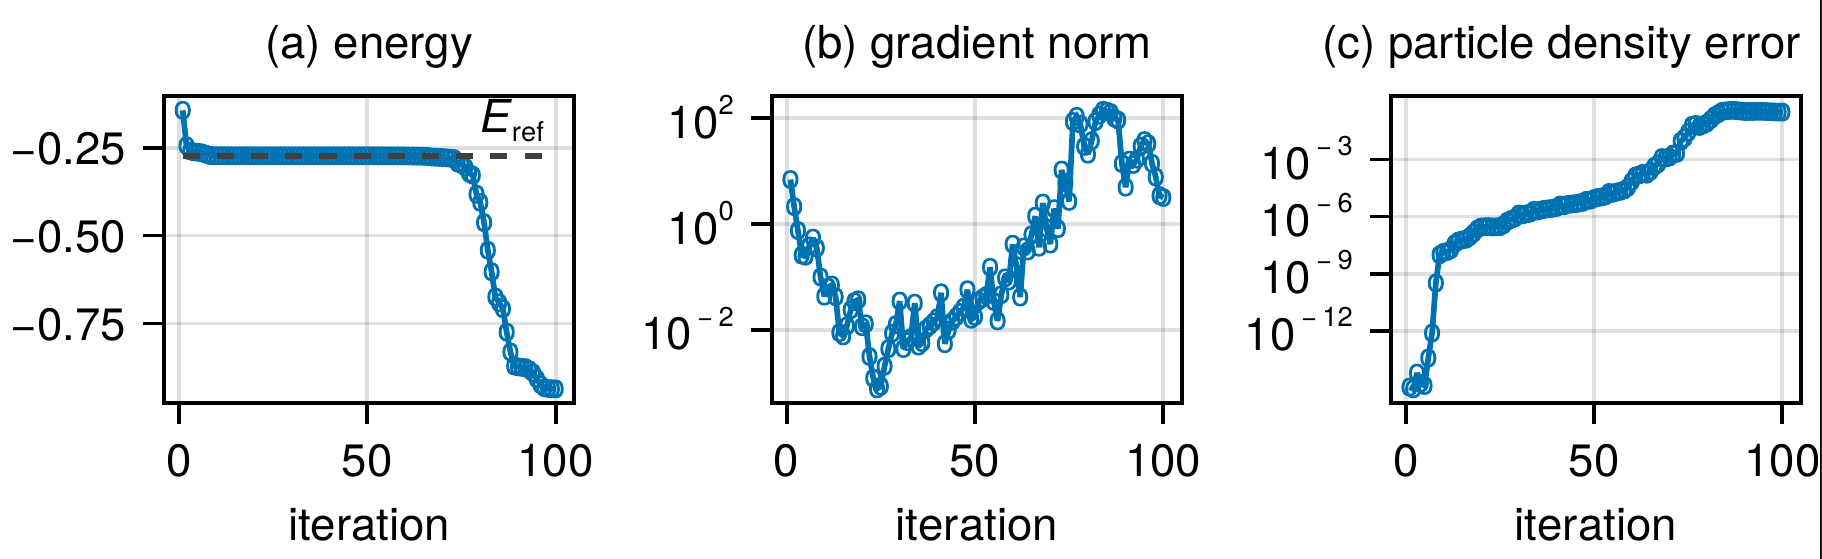 (a) energy
(b) gradient norm
(c) particle density error
E_ref
−0.25
−0.50
−0.75
0
50
100
iteration
10^2
10^0
10^−2
0
50
100
iteration
10^−3
10^−6
10^−9
10^−12
0
50
100
iteration